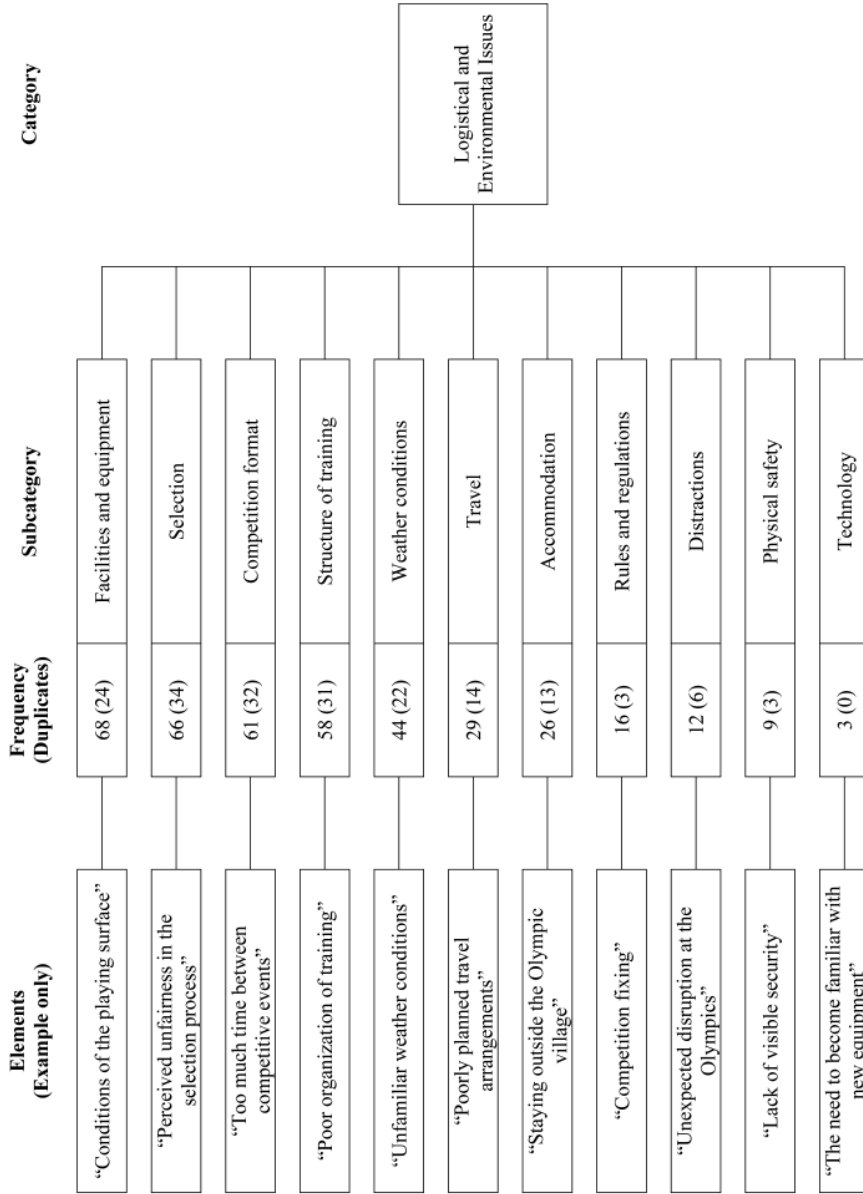 Elements
(Example only)
Frequency
(Duplicates)
Subcategory
Category
“Conditions of the playing surface”
68 (24)
Facilities and equipment
“Perceived unfairness in the
selection process”
66 (34)
Selection
“Too much time between
competitive events”
61 (32)
Competition format
“Poor organization of training”
58 (31)
Structure of training
“Unfamiliar weather conditions”
44 (22)
Weather conditions
“Poorly planned travel
arrangements”
29 (14)
Travel
“Staying outside the Olympic
village”
26 (13)
Accommodation
“Competition fixing”
16 (3)
Rules and regulations
“Unexpected disruption at the
Olympics”
12 (6)
Distractions
“Lack of visible security”
9 (3)
Physical safety
“The need to become familiar with
new equipment”
3 (0)
Technology
Logistical and
Environmental Issues